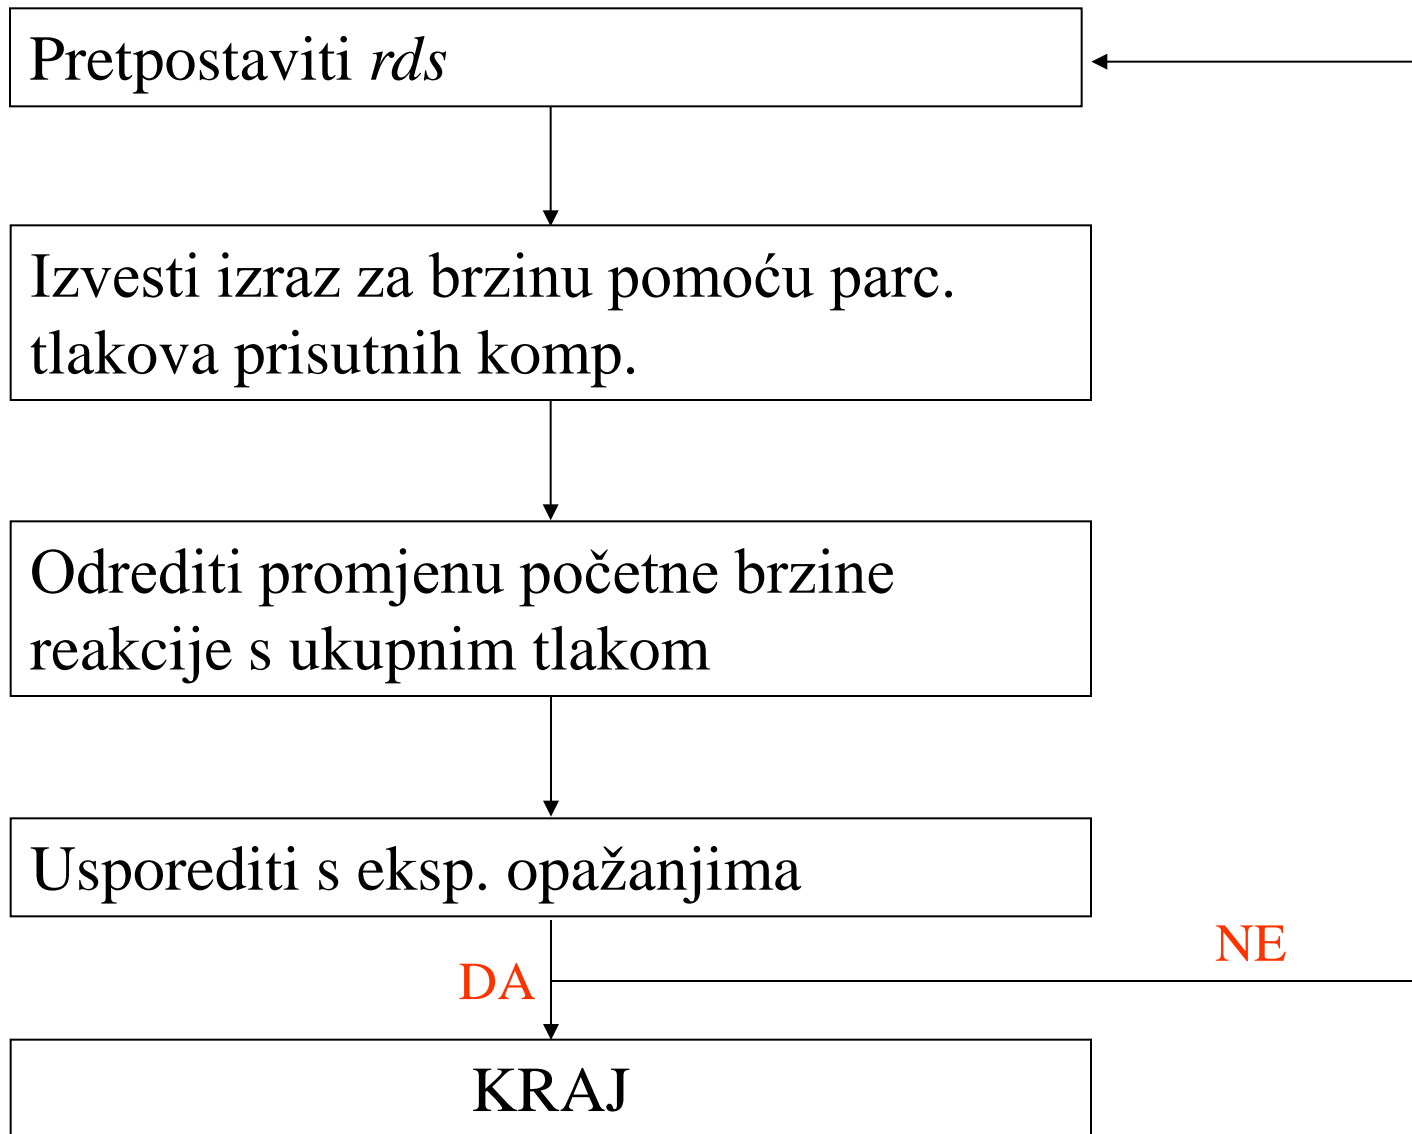 Pretpostaviti rds
Izvesti izraz za brzinu pomoću parc.
tlakova prisutnih komp.
Odrediti promjenu početne brzine
reakcije s ukupnim tlakom
Usporediti s eksp. opažanjima
NE
DA
KRAJ